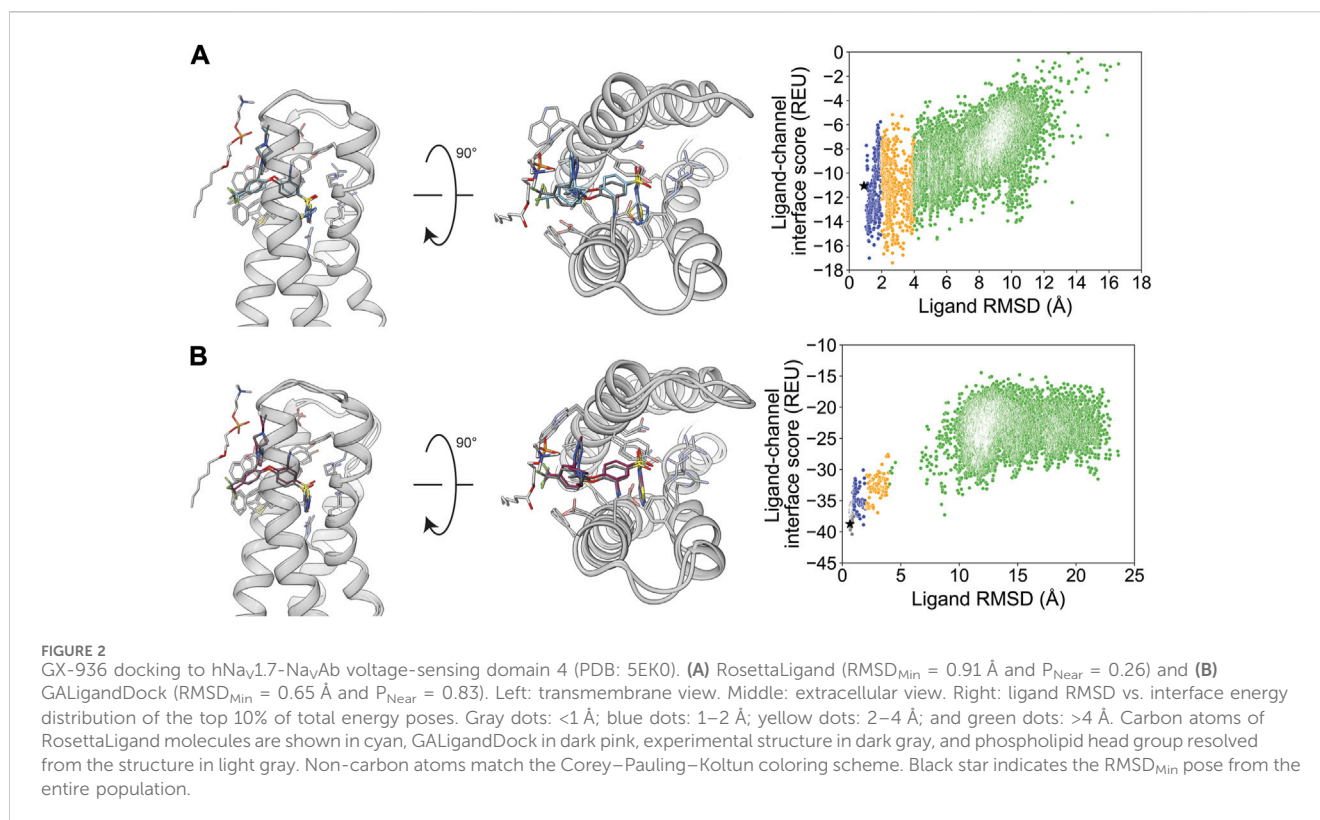 A
90°
Ligand-channel
interface score (REU)
0
−2
−4
−6
−8
−10
−12
−14
−16
−18
0 2 4 6 8 10 12 14 16 18
Ligand RMSD (Å)
B
90°
Ligand-channel
interface score (REU)
−10
−15
−20
−25
−30
−35
−40
−45
0 5 10 15 20 25
Ligand RMSD (Å)
FIGURE 2
GX-936 docking to hNaV1.7-NaVAb voltage-sensing domain 4 (PDB: 5EK0). (A) RosettaLigand (RMSDMin = 0.91 Å and PNear = 0.26) and (B)
GALigandDock (RMSDMin = 0.65 Å and PNear = 0.83). Left: transmembrane view. Middle: extracellular view. Right: ligand RMSD vs. interface energy
distribution of the top 10% of total energy poses. Gray dots: <1 Å; blue dots: 1–2 Å; yellow dots: 2–4 Å; and green dots: >4 Å. Carbon atoms of
RosettaLigand molecules are shown in cyan, GALigandDock in dark pink, experimental structure in dark gray, and phospholipid head group resolved
from the structure in light gray. Non-carbon atoms match the Corey–Pauling–Koltun coloring scheme. Black star indicates the RMSDMin pose from the
entire population.